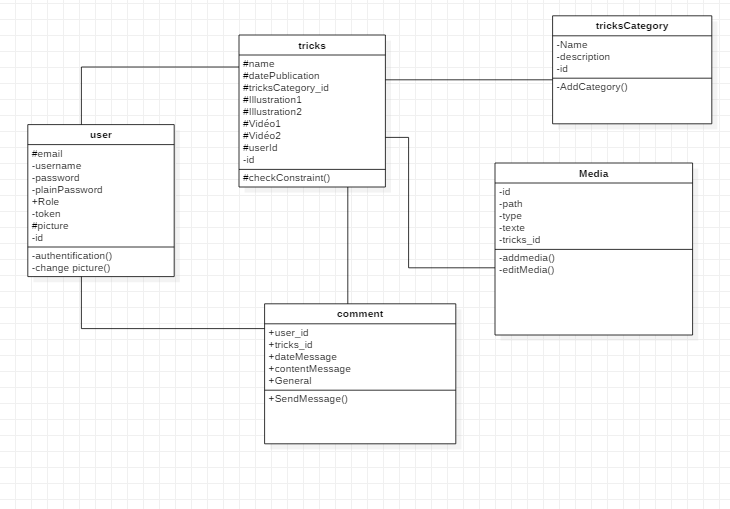 tricksCategory
-Name
-description
-id
-AddCategory()
tricks
#name
#datePublication
#tricksCategory_id
#Illustration1
#Illustration2
#Vidéo1
#Vidéo2
#userId
-id
#checkConstraint()
user
#email
-username
-password
-plainPassword
+Role
-token
#picture
-id
-authentification()
-change picture()
Media
-id
-path
-type
-texte
-tricks_id
-addmedia()
-editMedia()
comment
+user_id
+tricks_id
+dateMessage
+contentMessage
+General
+SendMessage()